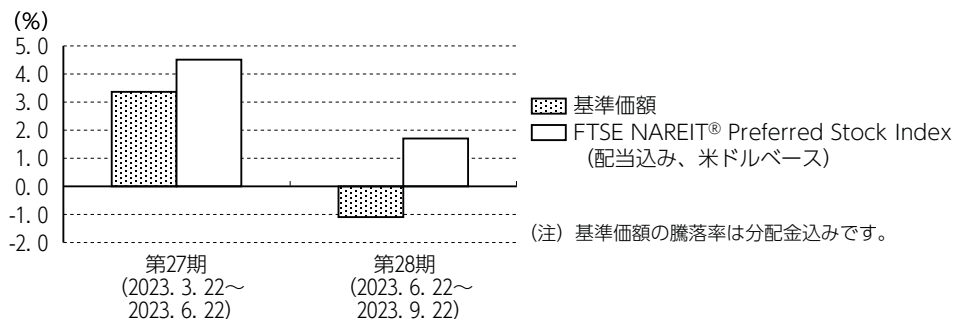 (%)
5.0
4.0
3.0
2.0
1.0
0.0
-1.0
-2.0
第27期
(2023. 3. 22～
2023. 6. 22)
第28期
(2023. 6. 22～
2023. 9. 22)
基準価額
FTSE NAREIT® Preferred Stock Index
（配当込み、米ドルベース）
（注）基準価額の騰落率は分配金込みです。